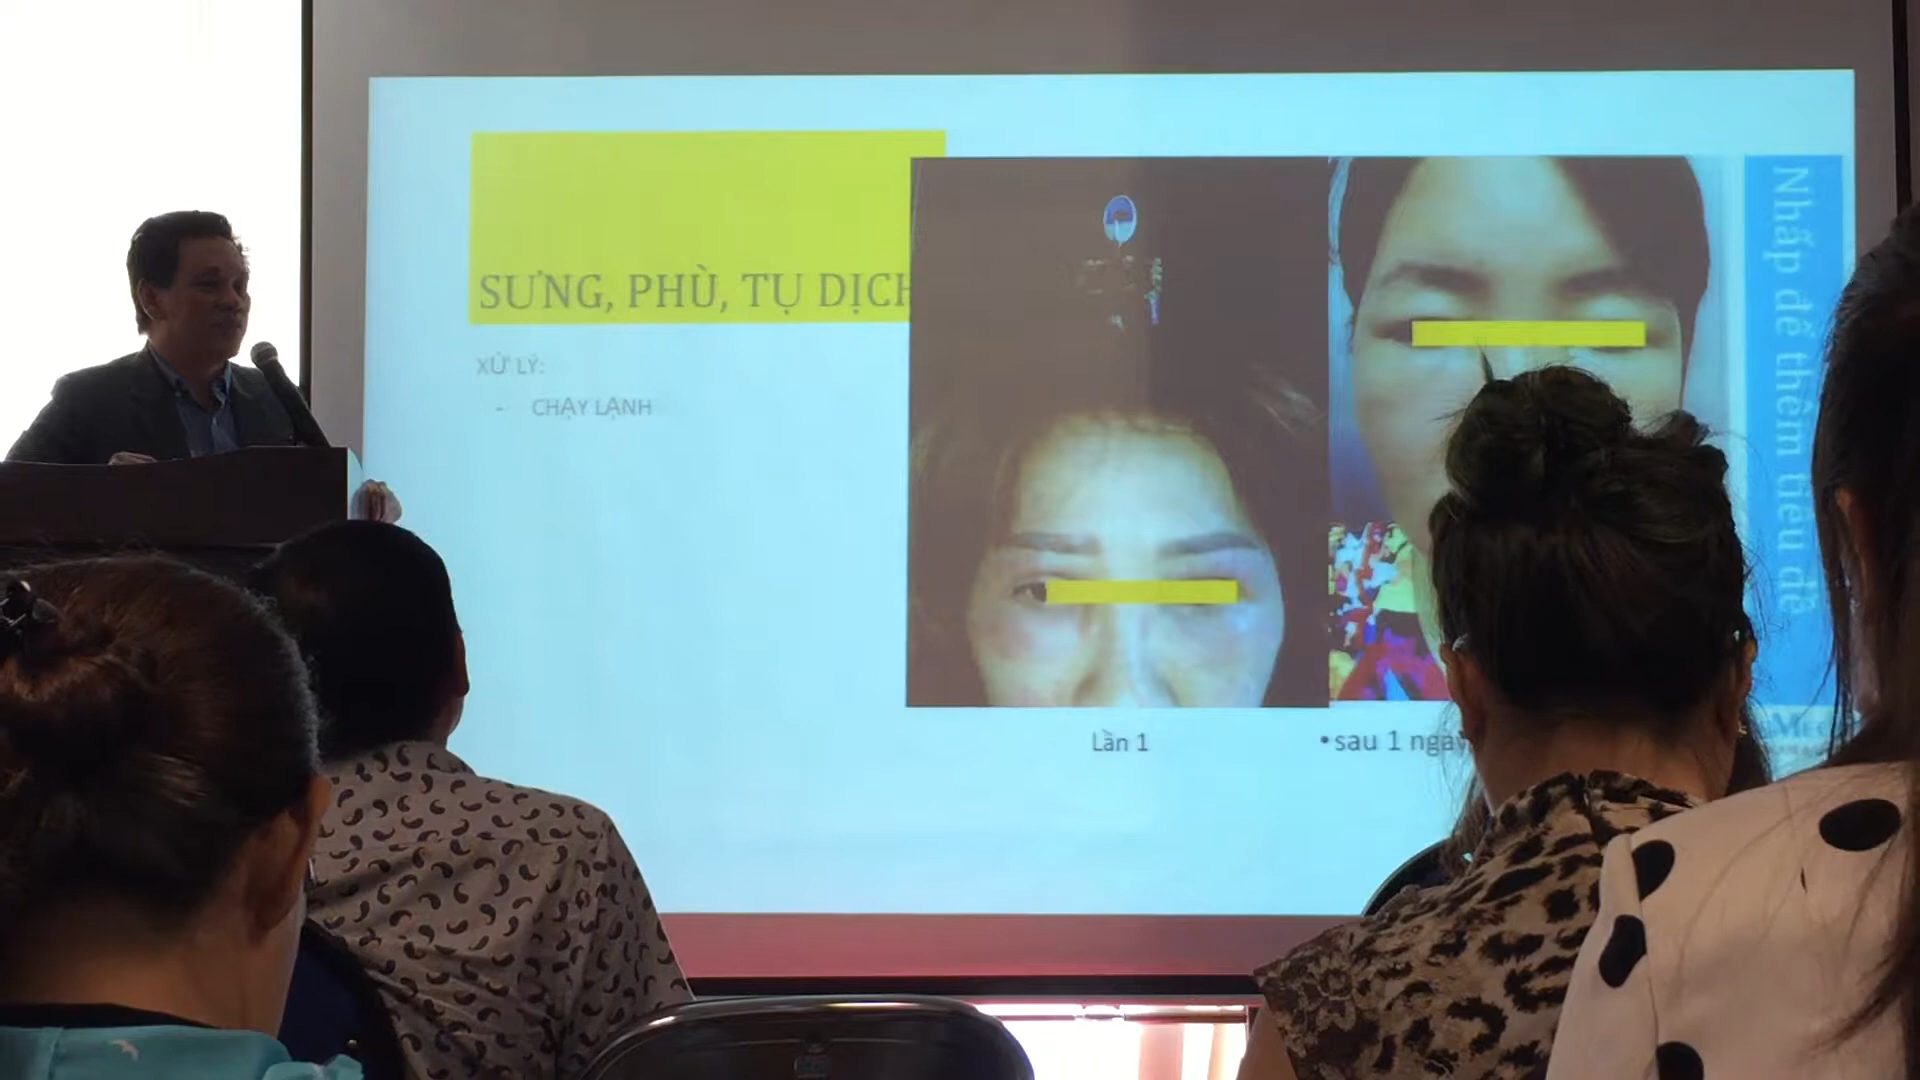 SƯNG, PHÙ, TỤ DỊCH
XỬ LÝ:
- CHẠY LẠNH
Lần 1
•sau 1 ngày
Nhấp để thêm tiêu đề